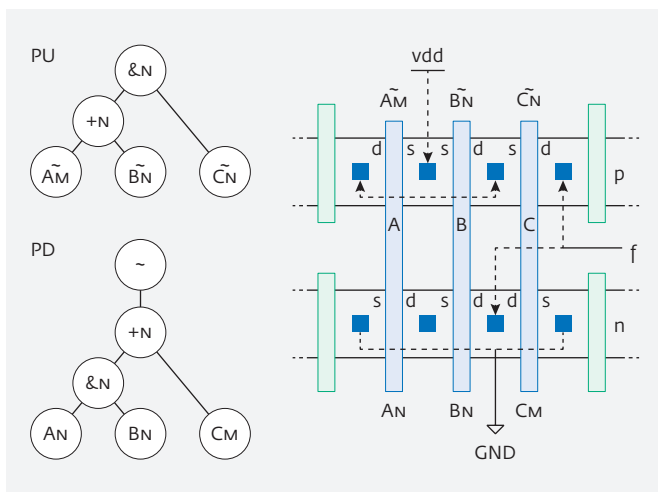 PU
&N
+N
ÃM
B̃N
C̃N
PD
~
+N
&N
AN
BN
CM
vdd
ÃM B̃N C̃N
d s s d s d
p
A B C
f
s d s d d s
n
AN BN CM
GND